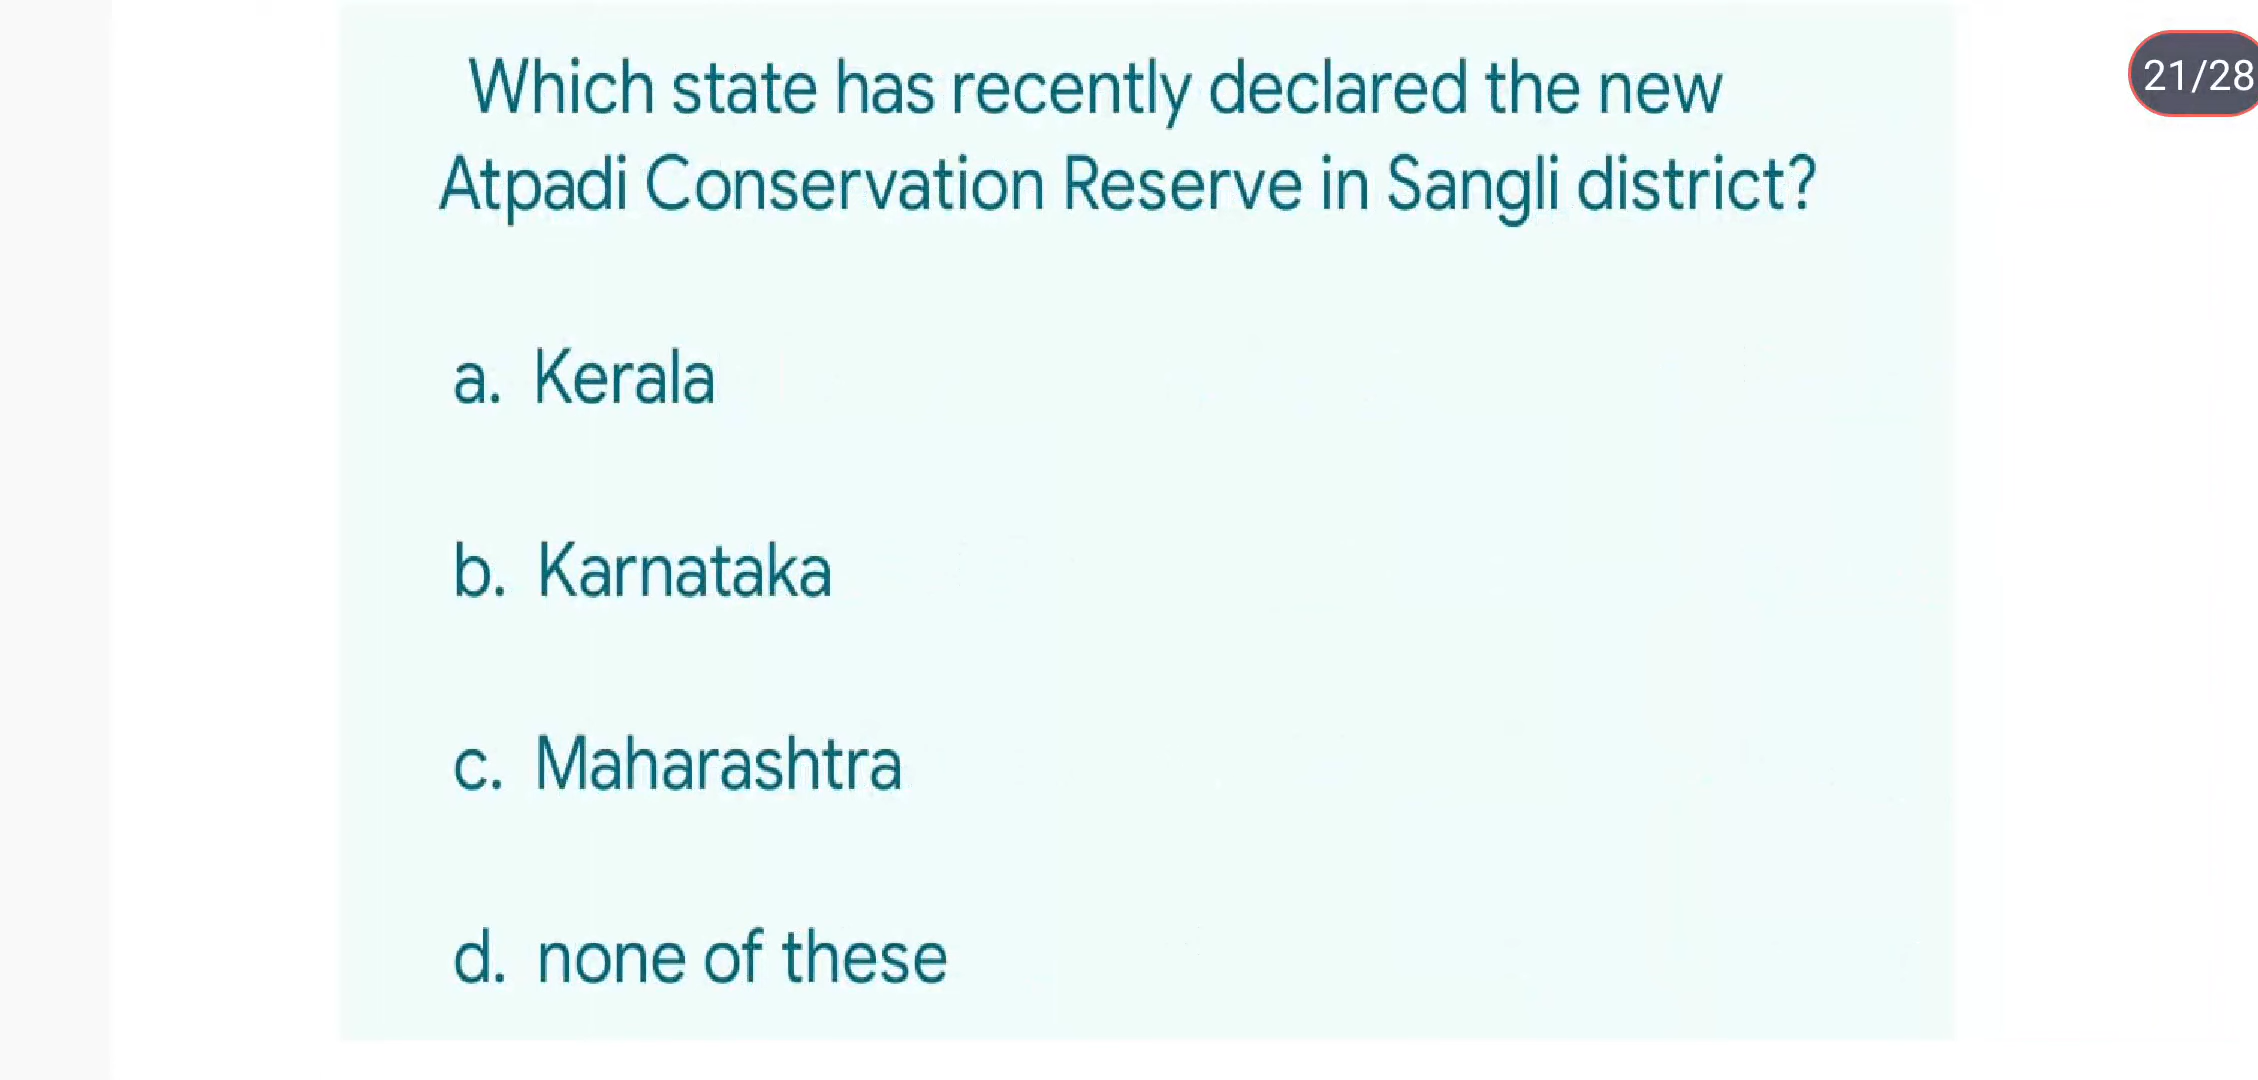 Which state has recently declared the new
Atpadi Conservation Reserve in Sangli district?
21/28
a. Kerala
b. Karnataka
c. Maharashtra
d. none of these